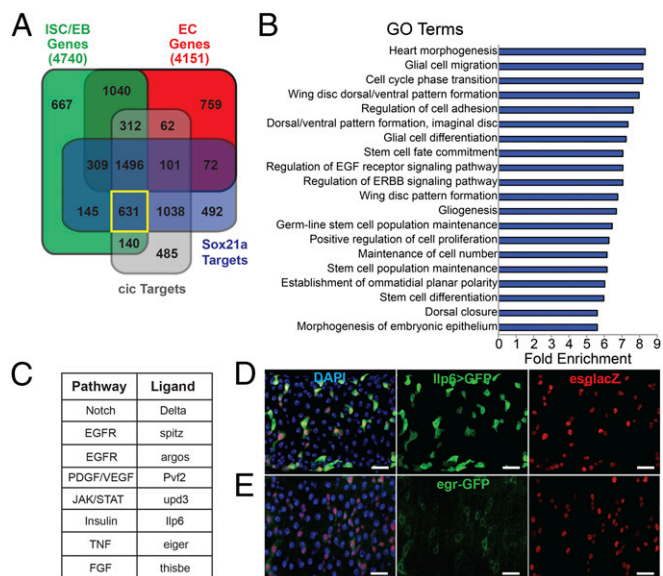 A
ISC/EB
Genes
(4740)
EC
Genes
(4151)
667
1040
759
312
62
309
1496
101
72
145
631
1038
492
140
485
Sox21a
Targets
cic Targets
B
GO Terms
Heart morphogenesis
Glial cell migration
Cell cycle phase transition
Wing disc dorsal/ventral pattern formation
Regulation of cell adhesion
Dorsal/ventral pattern formation, imaginal disc
Glial cell differentiation
Stem cell fate commitment
Regulation of EGF receptor signaling pathway
Regulation of ERBB signaling pathway
Wing disc pattern formation
Gliogenesis
Germ-line stem cell population maintenance
Positive regulation of cell proliferation
Maintenance of cell number
Stem cell population maintenance
Establishment of ommatidial planar polarity
Stem cell differentiation
Dorsal closure
Morphogenesis of embryonic epithelium
0 1 2 3 4 5 6 7 8 9
Fold Enrichment
C
Pathway Ligand
Notch Delta
EGFR spitz
EGFR argos
PDGF/VEGF Pvf2
JAK/STAT upd3
Insulin Ilp6
TNF eiger
FGF thisbe
D
DAPI
Ilp6>GFP
esglacZ
E
egr-GFP